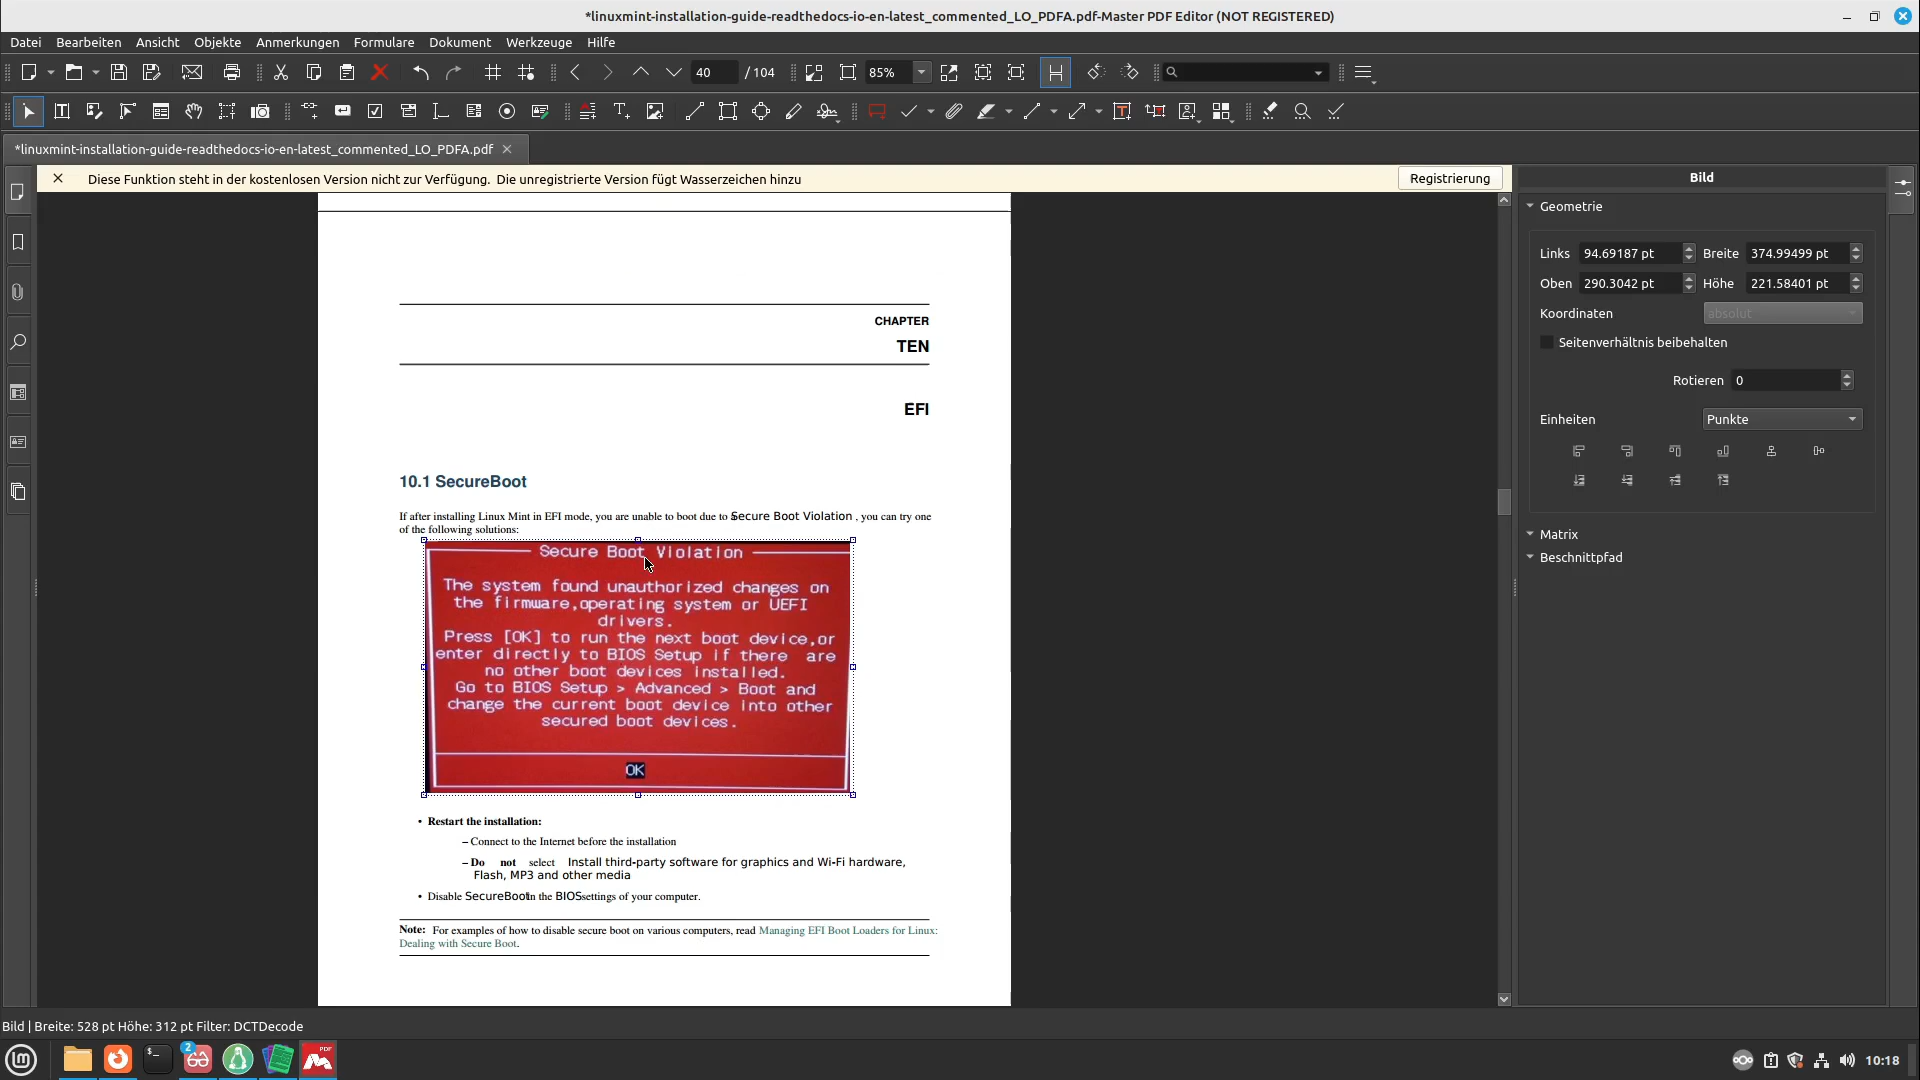 *linuxmint-installation-guide-readthedocs-io-en-latest_commented_LO_PDFA.pdf-Master PDF Editor (NOT REGISTERED)
Datei Bearbeiten Ansicht Objekte Anmerkungen Formulare Dokument Werkzeuge Hilfe
40 / 104 85%
*linuxmint-installation-guide-readthedocs-io-en-latest_commented_LO_PDFA.pdf
Diese Funktion steht in der kostenlosen Version nicht zur Verfügung. Die unregistrierte Version fügt Wasserzeichen hinzu Registrierung
CHAPTER
TEN
EFI
10.1 SecureBoot
If after installing Linux Mint in EFI mode, you are unable to boot due to Secure Boot Violation , you can try one
of the following solutions:
Secure Boot Violation
The system found unauthorized changes on
the firmware,operating system or UEFI
drivers.
Press [OK] to run the next boot device,or
enter directly to BIOS Setup if there are
no other boot devices installed.
Go to BIOS Setup > Advanced > Boot and
change the current boot device into other
secured boot devices.
OK
• Restart the installation:
– Connect to the Internet before the installation
– Do not select Install third-party software for graphics and Wi-Fi hardware,
Flash, MP3 and other media
• Disable SecureBoot in the BIOS settings of your computer.
Note: For examples of how to disable secure boot on various computers, read Managing EFI Boot Loaders for Linux:
Dealing with Secure Boot.
Bild
Geometrie
Links 94.69187 pt Breite 374.99499 pt
Oben 290.3042 pt Höhe 221.58401 pt
Koordinaten absolut
Seitenverhältnis beibehalten
Rotieren 0
Einheiten Punkte
Matrix
Beschnittpfad
Bild | Breite: 528 pt Höhe: 312 pt Filter: DCTDecode
2
PDF
10:18